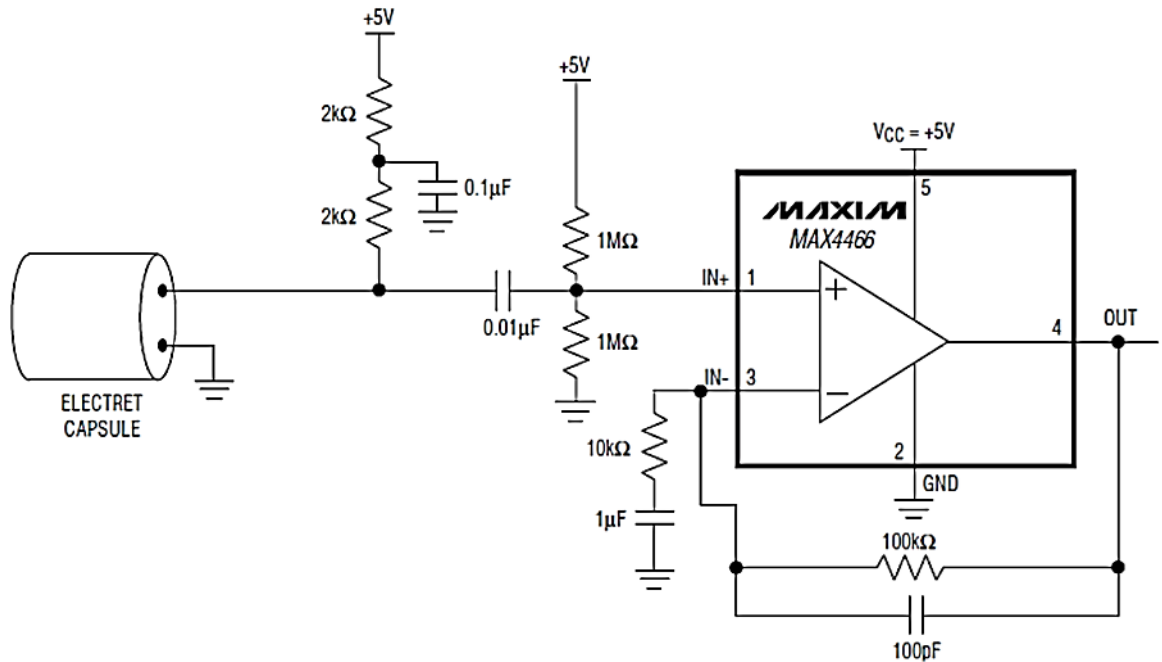 +5V
2kΩ
0.1µF
2kΩ
+5V
1MΩ
1MΩ
0.01µF
ELECTRET
CAPSULE
VCC = +5V
5
MAXIM
MAX4466
IN+
1
+
IN-
3
−
4
OUT
2
GND
10kΩ
1µF
100kΩ
100pF